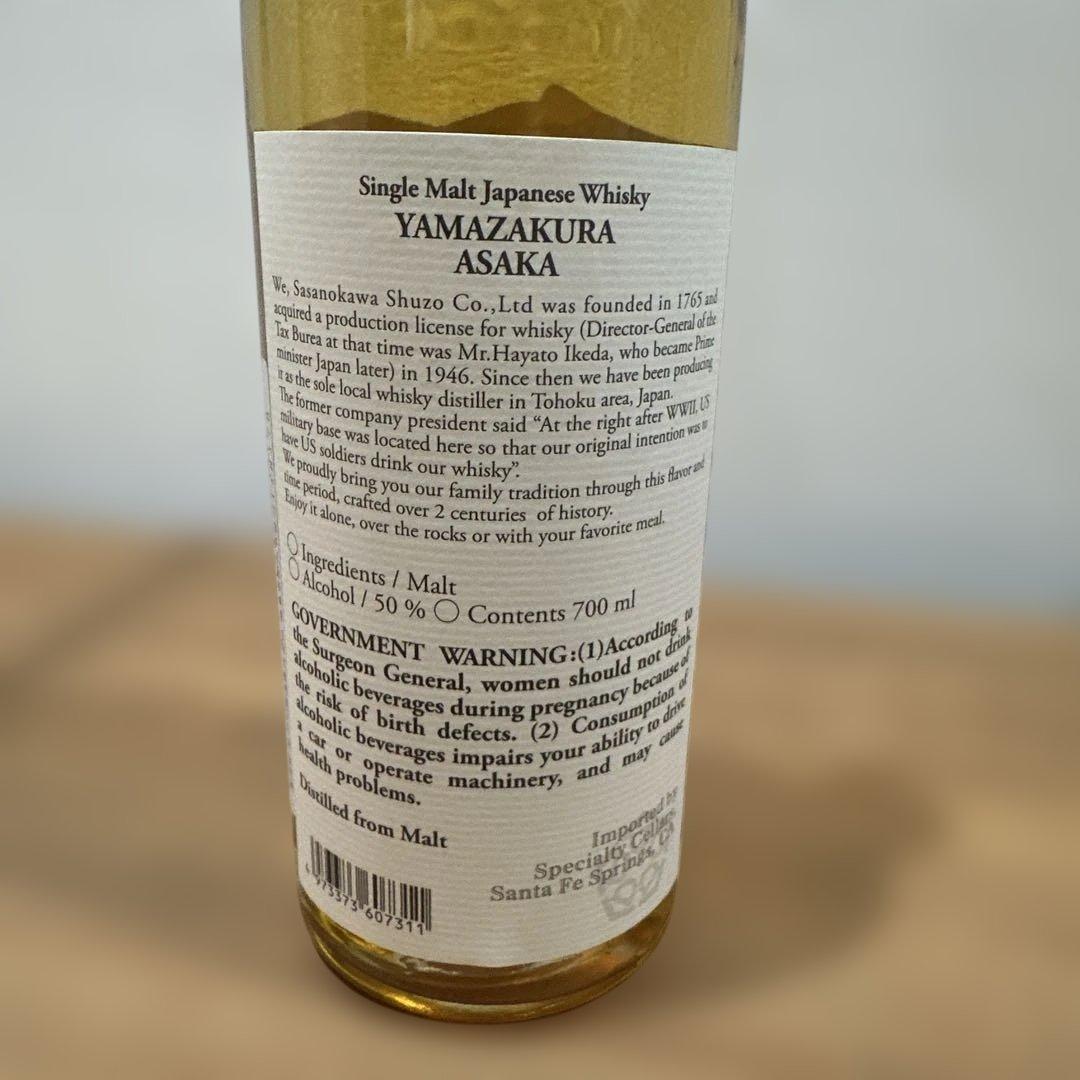 Single Malt Japanese Whisky
YAMAZAKURA
ASAKA
We, Sasanokawa Shuzo Co.,Ltd was founded in 1765 and
acquired a production license for whisky (Director-General of the
Tax Burea at that time was Mr.Hayato Ikeda, who became Prime
minister Japan later) in 1946. Since then we have been producing
it as the sole local whisky distiller in Tohoku area, Japan.
The former company president said “At the right after WWII, US
military base was located here so that our original intention was to
have US soldiers drink our whisky”.
We proudly bring you our family tradition through this flavor and
time period, crafted over 2 centuries of history.
Enjoy it alone, over the rocks or with your favorite meal.
○ Ingredients / Malt
○ Alcohol / 50 % ○ Contents 700 ml
GOVERNMENT WARNING:(1)According to
the Surgeon General, women should not drink
alcoholic beverages during pregnancy because of
the risk of birth defects. (2) Consumption of
alcoholic beverages impairs your ability to drive
a car or operate machinery, and may cause
health problems.
Distilled from Malt
Imported by
Specialty Cellars
Santa Fe Springs, CA
4 973373 607311